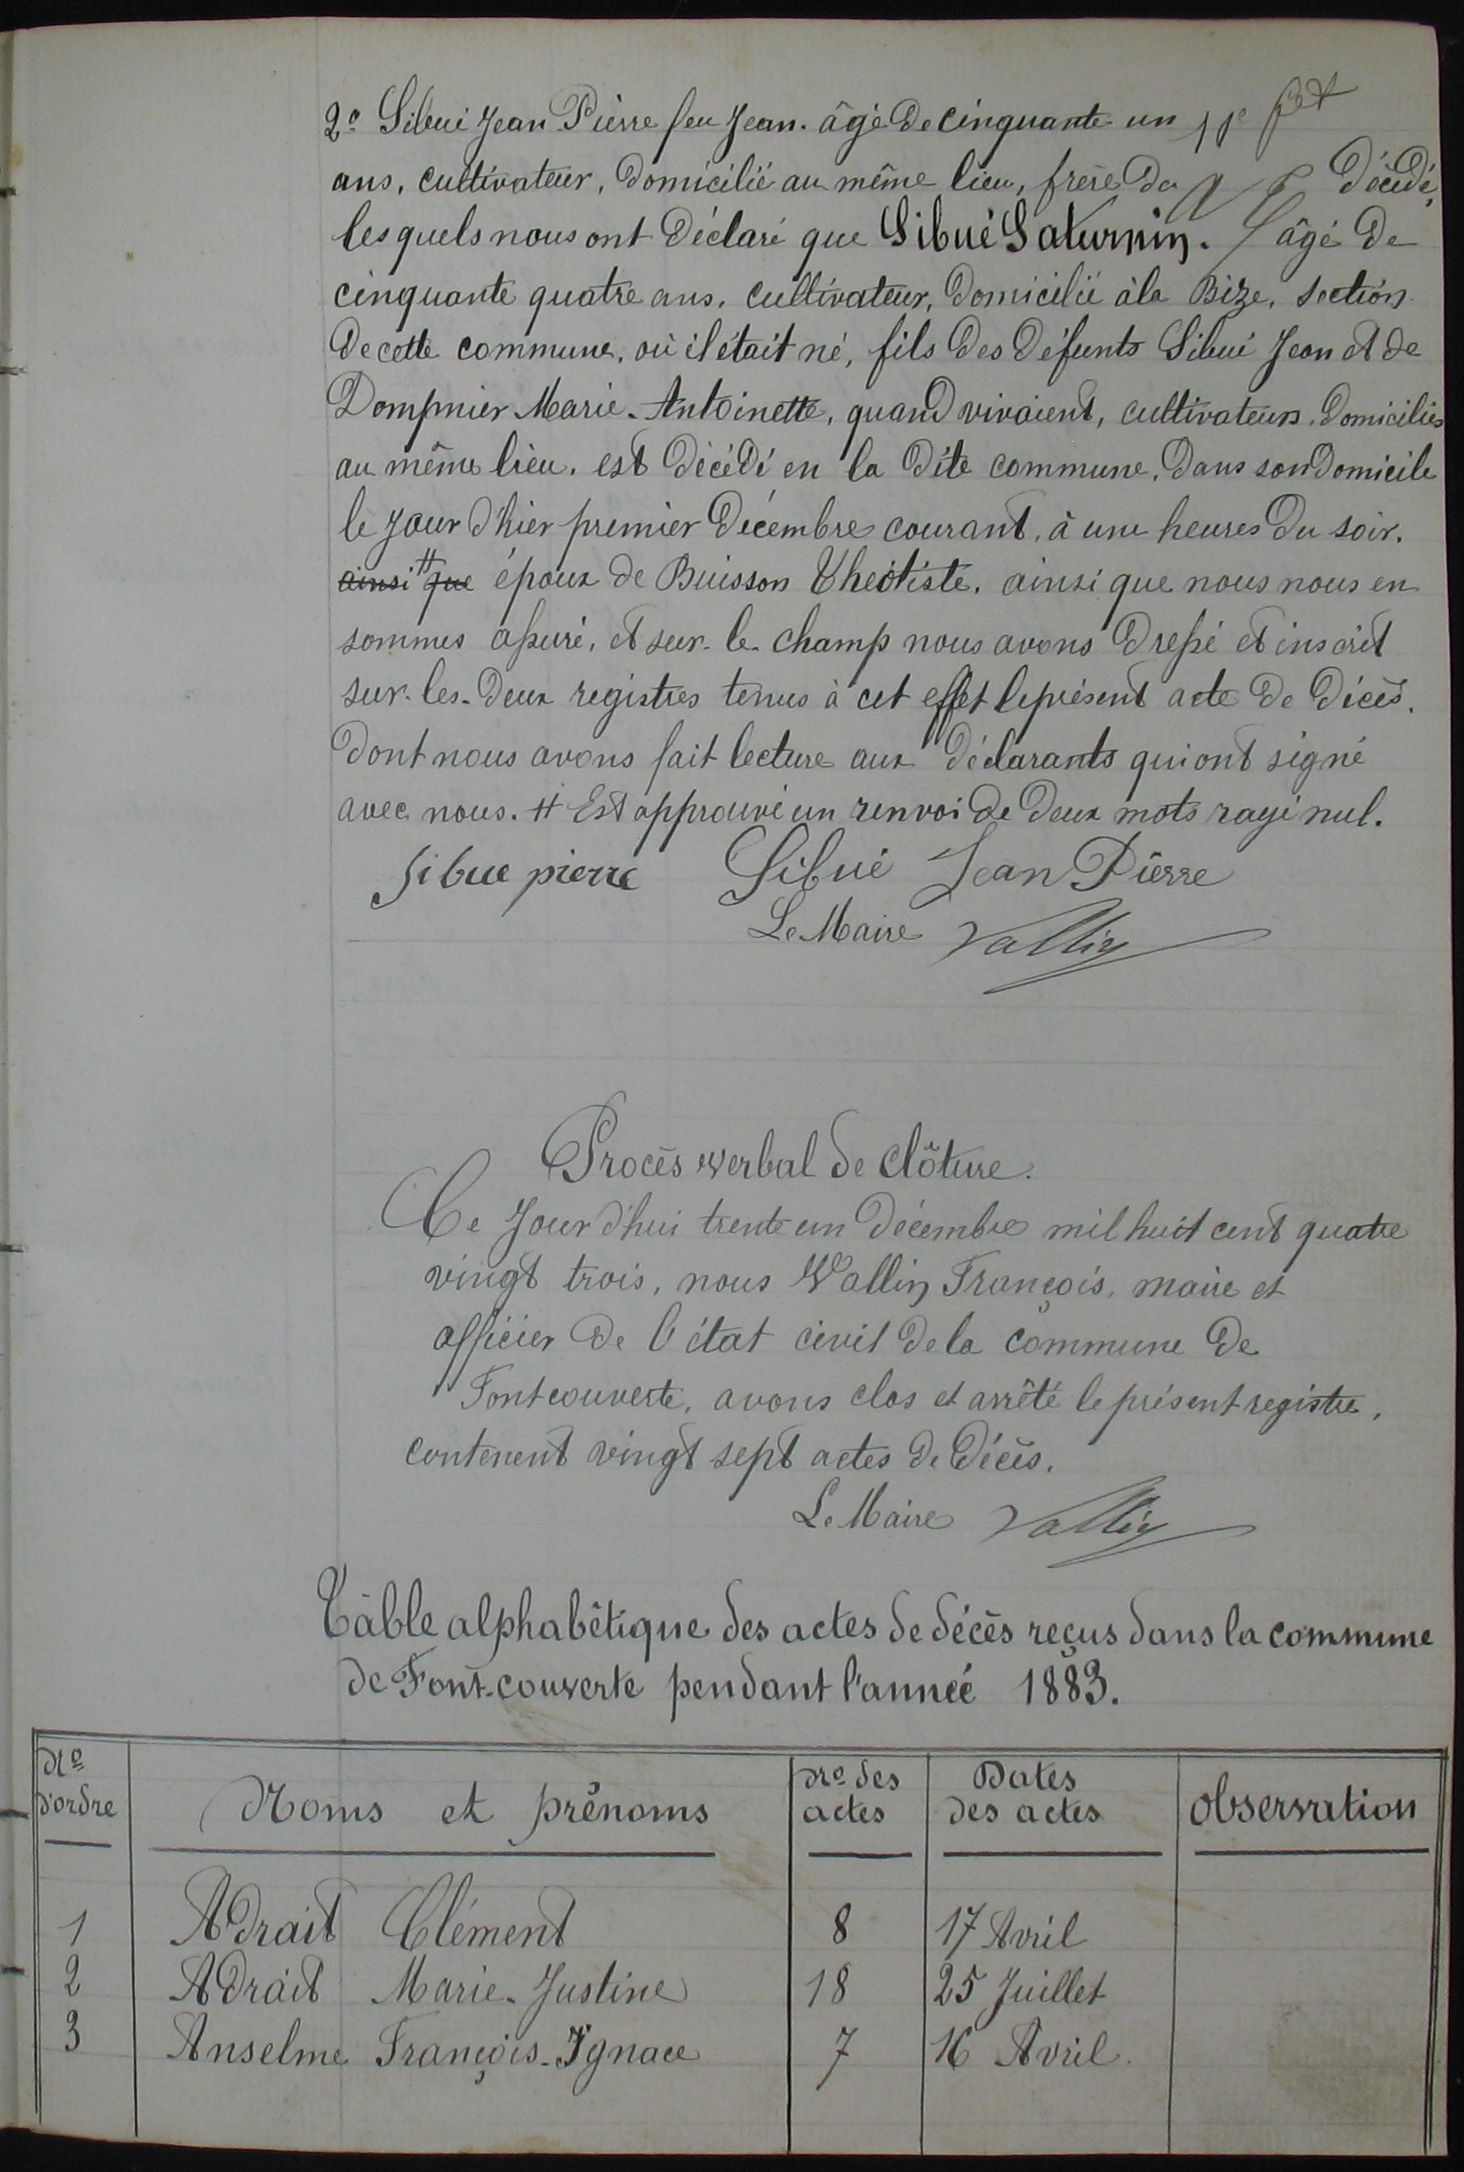 2º Sibué Jean Pierre feu Jean. âgé de cinquante un
ans, cultivateur, domicilié au même lieu, frère du décédé,
les quels nous ont déclaré que Sibué Saturnin. âgé de
cinquante quatre ans. cultivateur, domicilié à la Bize, section
de cette commune, où il était né, fils des défunts Sibué Jean et de
Dompnier Marie-Antoinette, quand vivaient, cultivateurs, domiciliés
au même lieu. est décédé en la dite commune, dans son domicile
le jour d'hier premier Décembre courant, à une heures du soir.
ainsi # que époux de Buisson Théotiste. ainsi que nous nous en
sommes assuré, et sur-le-champ nous avons dressé et inscrit
sur-les-deux registres tenus à cet effet le présent acte de décès.
dont nous avons fait lecture aux déclarants qui ont signé
avec nous. # Est approuvé un renvoi de deux mots rayé nul.
Sibue pierre Sibué Jean Pierre
Le Maire Vallin
Procès verbal de clôture.
Ce jour d'hui trente un Décembre mil huit cent quatre
vingt trois, nous Vallin François, maire et
officier de l'état civil de la commune de
Fontcouverte, avons clos et arrêté le présent registre,
contenent vingt sept actes de décès.
Le Maire Vallin
Table alphabétique des actes de décès reçus dans la commune
de Font-couverte pendant l'année 1883.
Nº d'ordre Noms et prénoms Nro des actes Dates des actes Observation
1 Adrait Clément 8 17 Avril
2 Adrait Marie-Justine 18 25 Juillet
3 Anselme François-Ignace 7 16 Avril